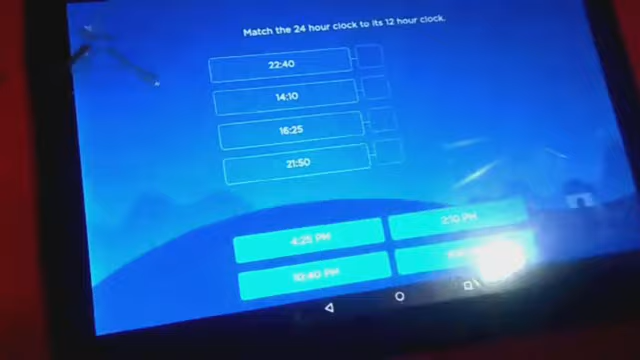 Match the 24 hour clock to its 12 hour clock.
22:40
14:10
16:25
21:50
4:25 PM
2:10 PM
10:40 PM